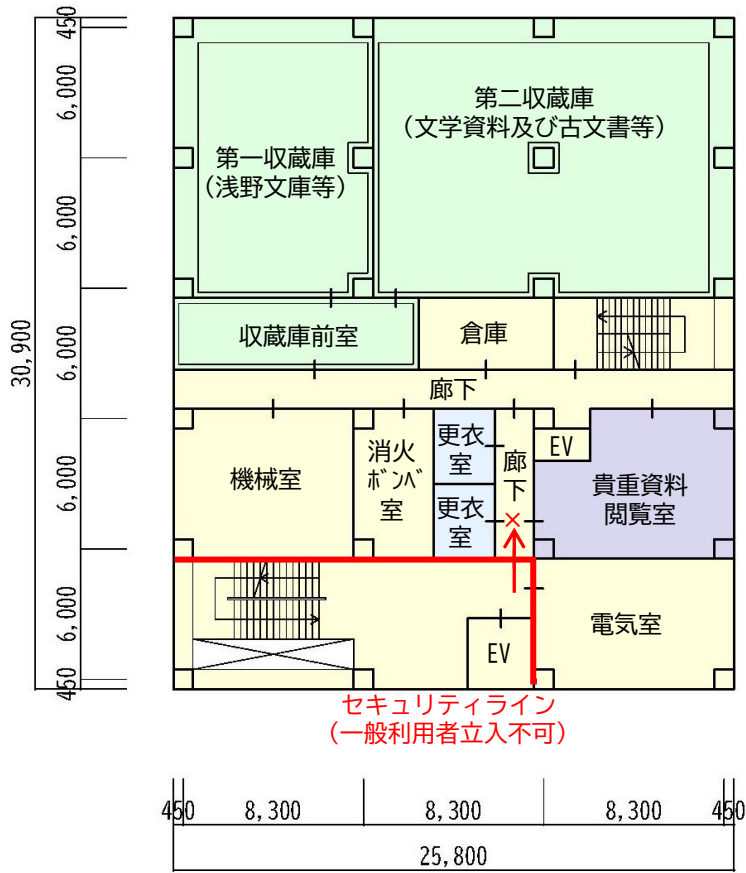 450
6,000
6,000
6,000
6,000
6,000
450
30,900
第一収蔵庫
(浅野文庫等)
第二収蔵庫
(文学資料及び古文書等)
収蔵庫前室
倉庫
廊下
機械室
消火
ボンベ
室
更衣
室
更衣
室
廊
下
EV
貴重資料
閲覧室
×
EV
電気室
セキュリティライン
(一般利用者立入不可)
450
8,300
8,300
8,300
450
25,800